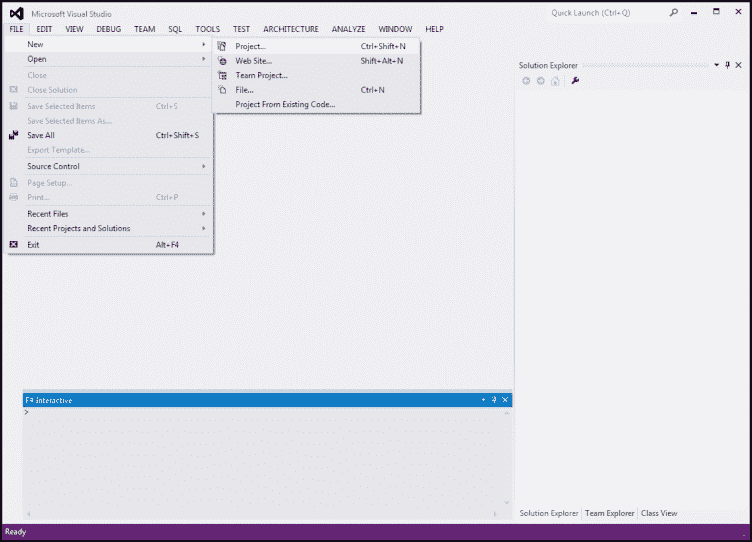 Microsoft Visual Studio
Quick Launch (Ctrl+Q)
FILE EDIT VIEW DEBUG TEAM SQL TOOLS TEST ARCHITECTURE ANALYZE WINDOW HELP
New
Open
Close
Close Solution
Save Selected Items Ctrl+S
Save Selected Items As...
Save All Ctrl+Shift+S
Export Template...
Source Control
Page Setup...
Print... Ctrl+P
Recent Files
Recent Projects and Solutions
Exit Alt+F4
Project... Ctrl+Shift+N
Web Site... Shift+Alt+N
Team Project...
File... Ctrl+N
Project From Existing Code...
Solution Explorer
F# Interactive
>
Solution Explorer Team Explorer Class View
Ready